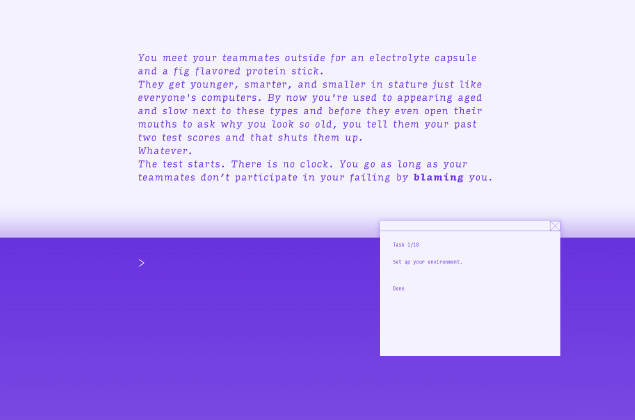 You meet your teammates outside for an electrolyte capsule
and a fig flavored protein stick.
They get younger, smarter, and smaller in stature just like
everyone's computers. By now you're used to appearing aged
and slow next to these types and before they even open their
mouths to ask why you look so old, you tell them your past
two test scores and that shuts them up.
Whatever.
The test starts. There is no clock. You go as long as your
teammates don’t participate in your failing by blaming you.
>
Task 1/10
Set up your environment.
Done